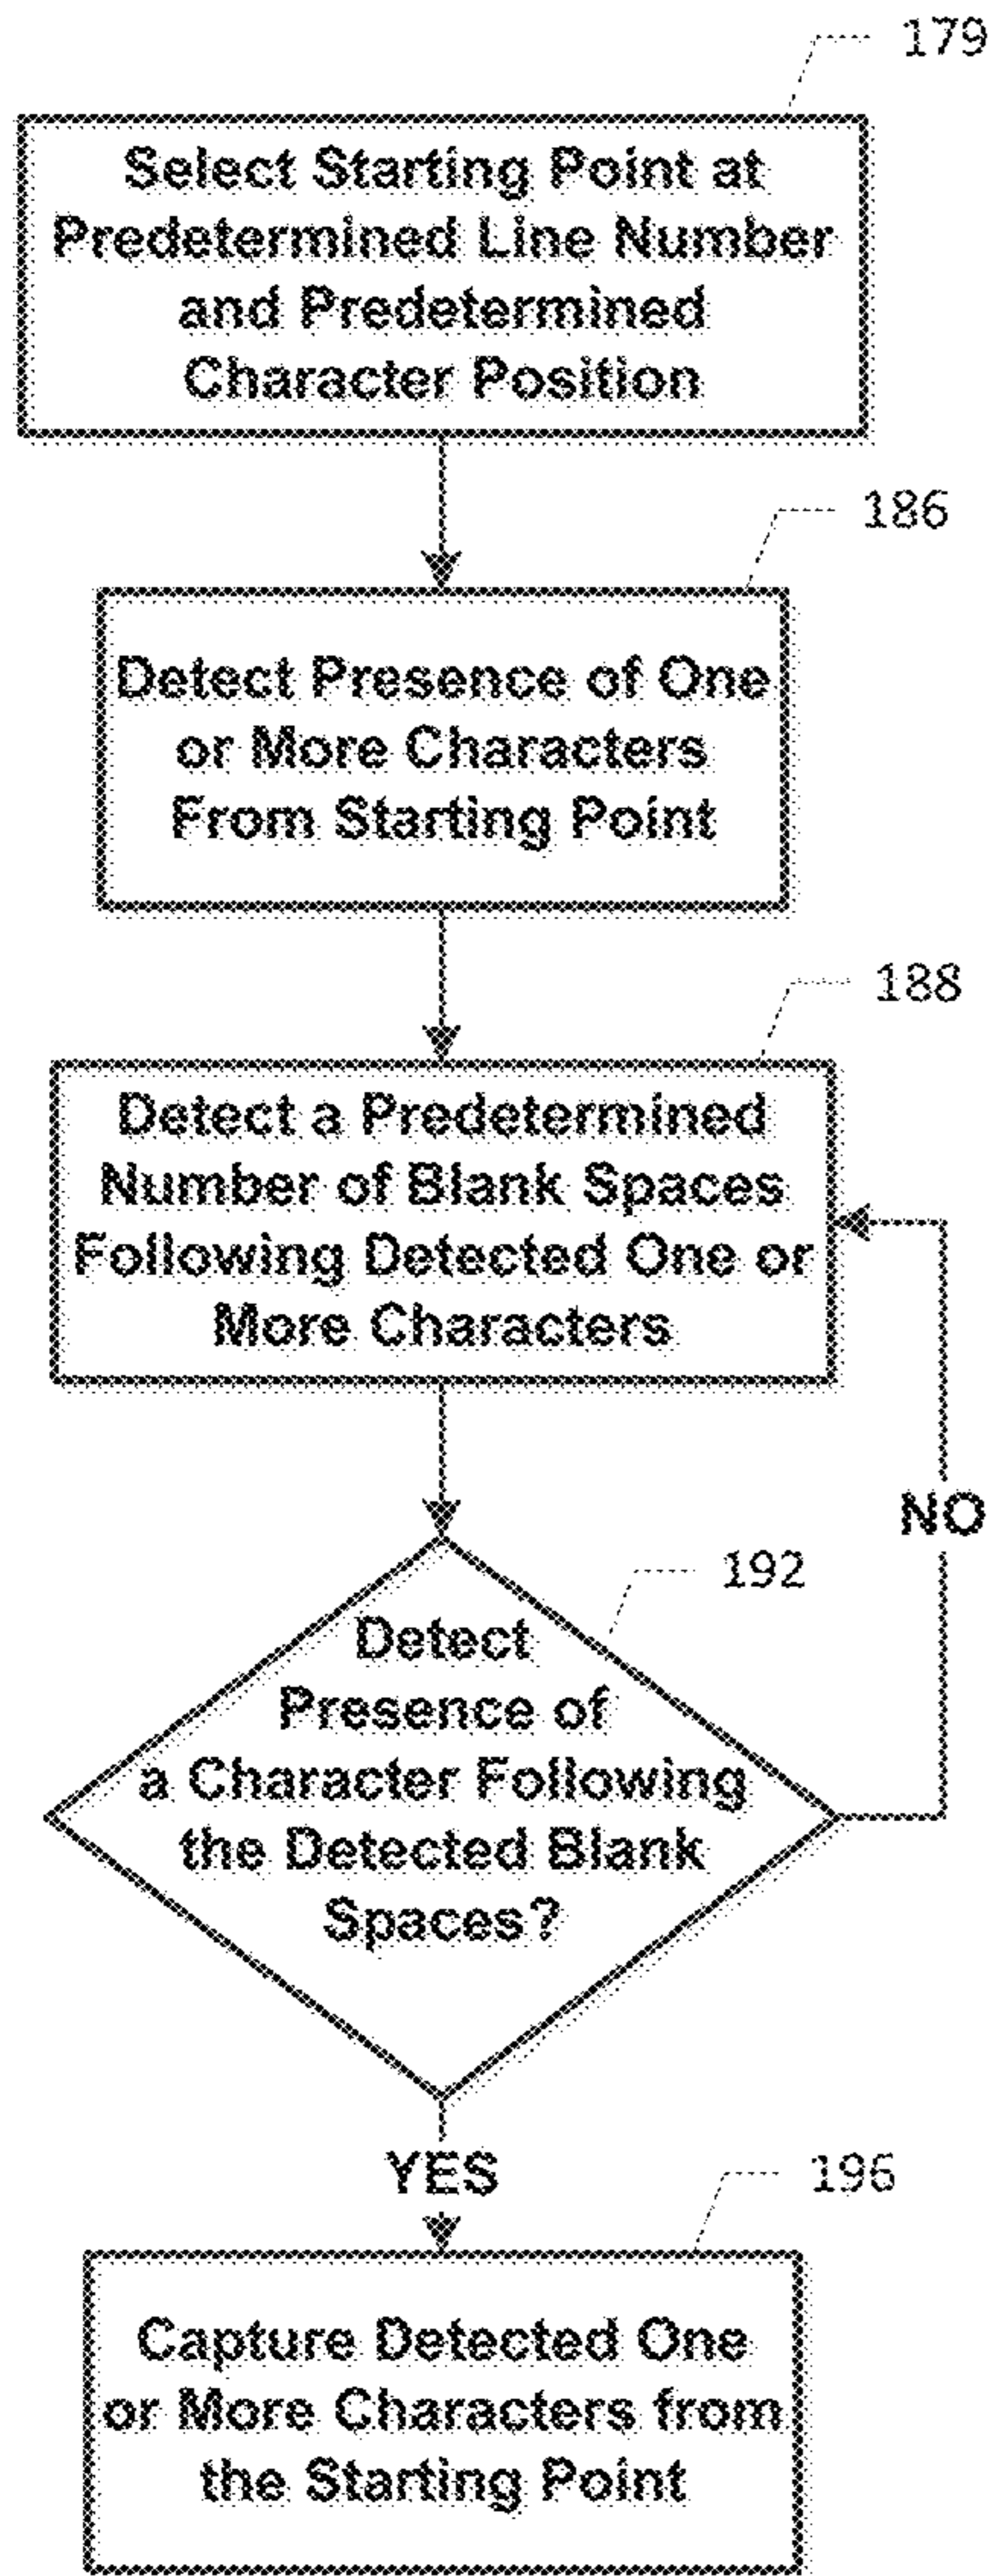 179
Select Starting Point at
Predetermined Line Number
and Predetermined
Character Position
186
Detect Presence of One
or More Characters
From Starting Point
188
Detect a Predetermined
Number of Blank Spaces
Following Detected One or
More Characters
NO
192
Detect
Presence of
a Character Following
the Detected Blank
Spaces?
YES
196
Capture Detected One
or More Characters from
the Starting Point